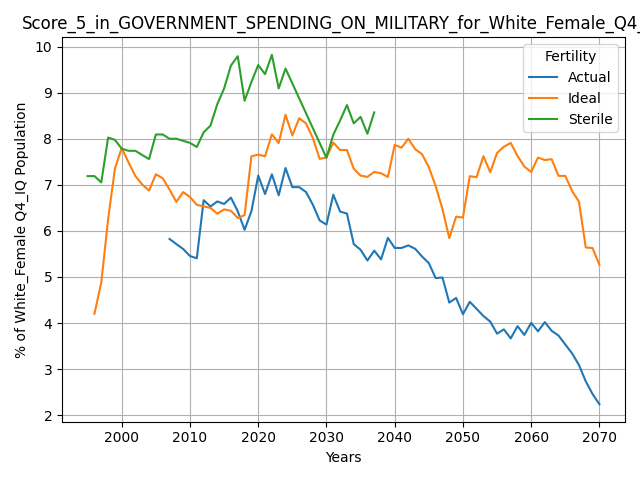 Score_5_in_GOVERNMENT_SPENDING_ON_MILITARY_for_White_Female_Q4_
Fertility
Actual
Ideal
Sterile
% of White_Female Q4_IQ Population
10
9
8
7
6
5
4
3
2
2000 2010 2020 2030 2040 2050 2060 2070
Years